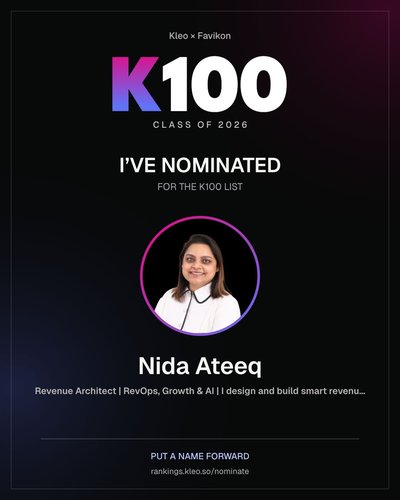 Kleo × Favikon
K100
CLASS OF 2026
I'VE NOMINATED
FOR THE K100 LIST
Nida Ateeq
Revenue Architect | RevOps, Growth & AI | I design and build smart revenu...
PUT A NAME FORWARD
rankings.kleo.so/nominate